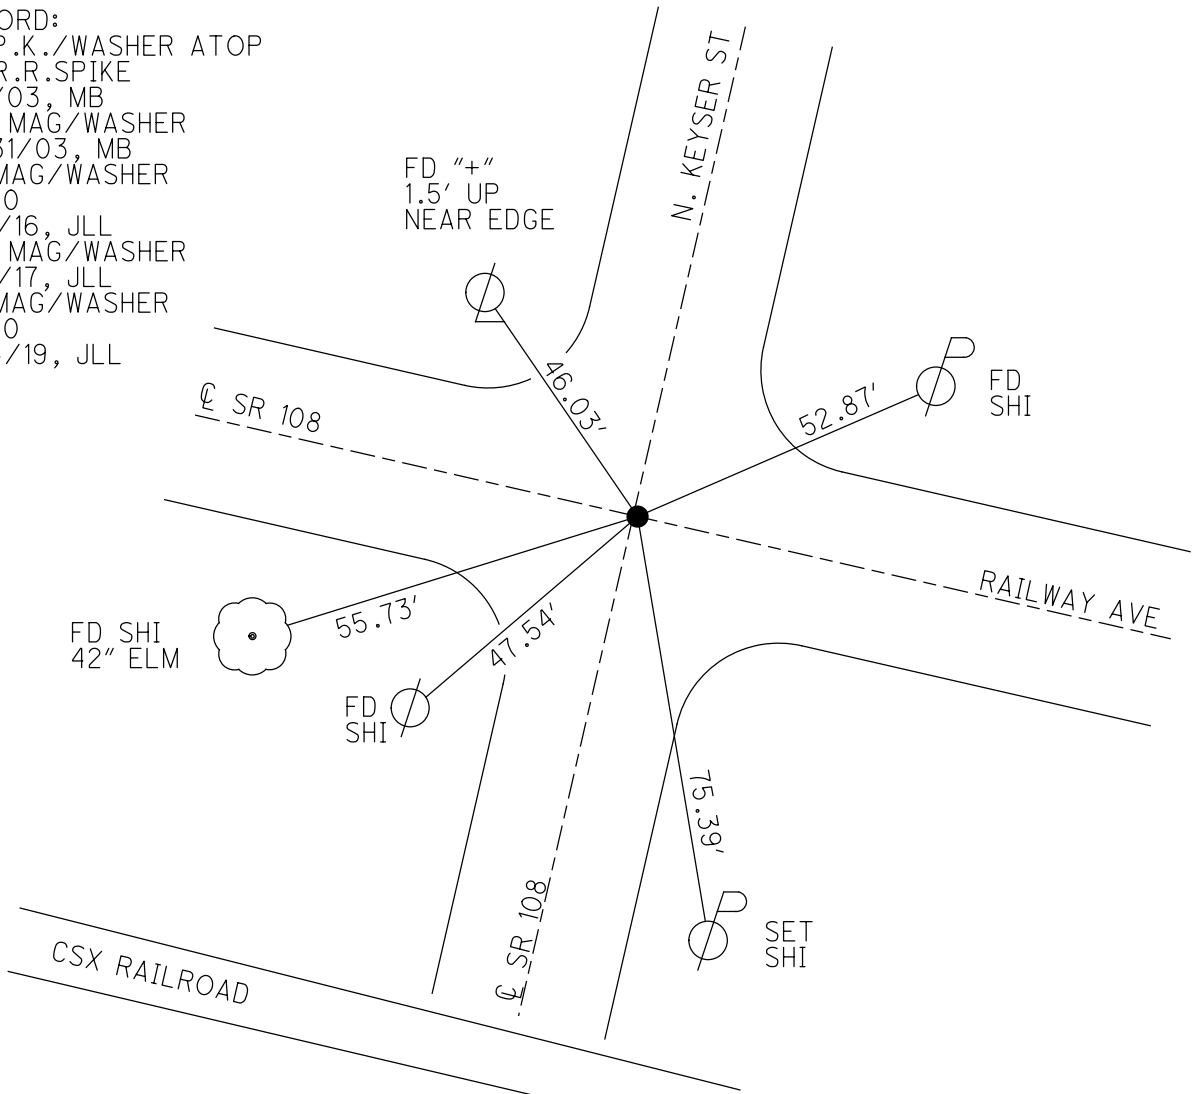 ORD:
P.K./WASHER ATOP
R.R.SPIKE
/03, MB
MAG/WASHER
31/03, MB
MAG/WASHER
0
/16, JLL
MAG/WASHER
/17, JLL
MAG/WASHER
0
/19, JLL
FD "+"
1.5' UP
NEAR EDGE
N. KEYSER ST
46.03'
52.87'
FD
SHI
℄ SR 108
RAILWAY AVE
55.73'
47.54'
FD SHI
42" ELM
FD
SHI
75.39'
℄ SR 108
SET
SHI
CSX RAILROAD